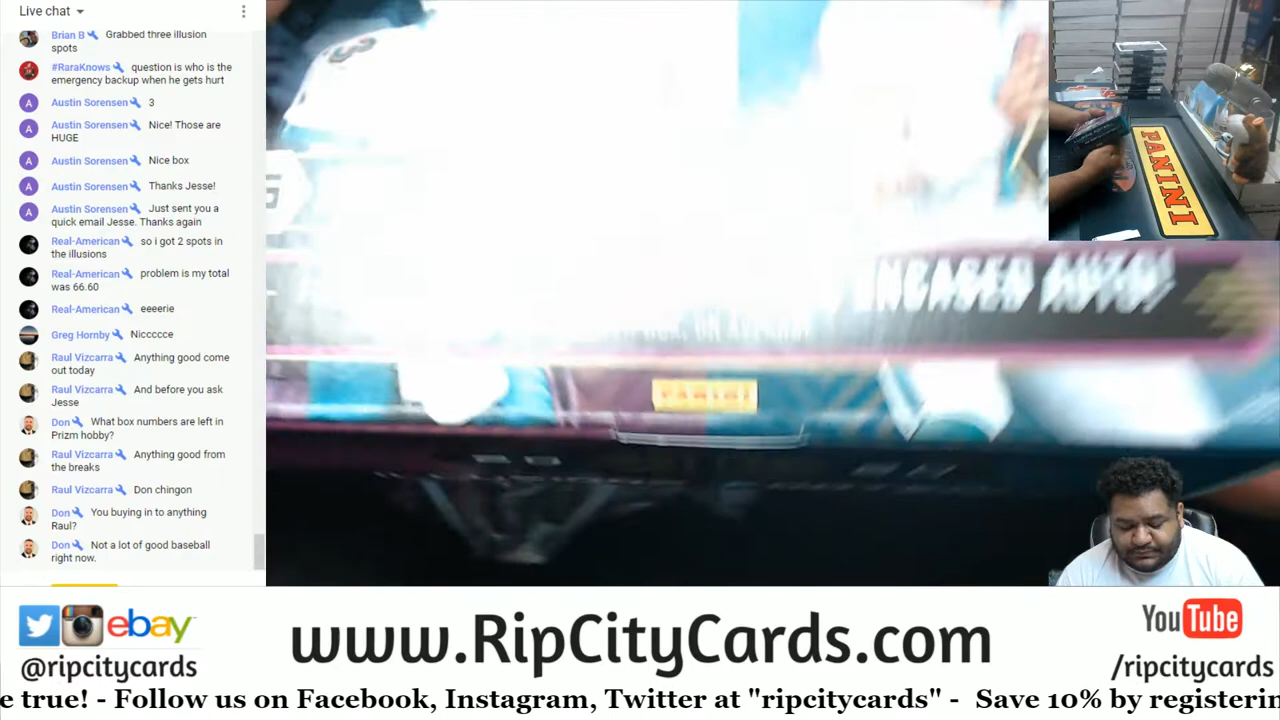 Live chat
Brian B Grabbed three illusion
spots
#RaraKnows question is who is the
emergency backup when he gets hurt
A Austin Sorensen 3
A Austin Sorensen Nice! Those are
HUGE
A Austin Sorensen Nice box
A Austin Sorensen Thanks Jesse!
A Austin Sorensen Just sent you a
quick email Jesse. Thanks again
Real-American so i got 2 spots in
the illusions
Real-American problem is my total
was 66.60
Real-American eeeerie
Greg Hornby Niccccce
Raul Vizcarra Anything good come
out today
Raul Vizcarra And before you ask
Jesse
Don What box numbers are left in
Prizm hobby?
Raul Vizcarra Anything good from
the breaks
Raul Vizcarra Don chingon
Don You buying in to anything
Raul?
Don Not a lot of good baseball
right now.
ENCASED AUTO!
PANINI
PANINI
ebay
@ripcitycards
www.RipCityCards.com
YouTube
/ripcitycards
e true! - Follow us on Facebook, Instagram, Twitter at "ripcitycards" - Save 10% by registerin